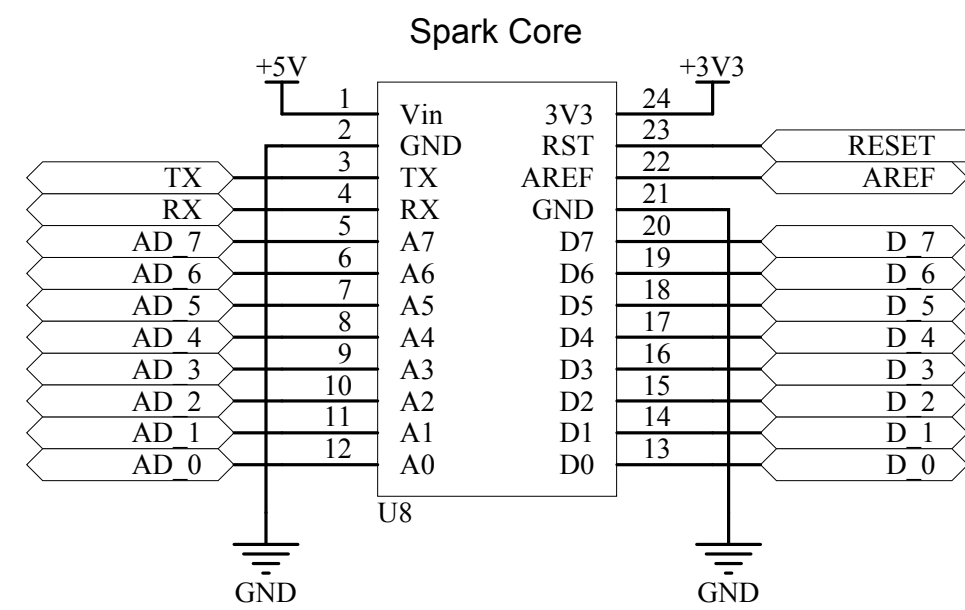 Spark Core
+5V +3V3
1 Vin 3V3 24
2 GND RST 23 RESET
TX 3 TX AREF 22 AREF
RX 4 RX GND 21
AD_7 5 A7 D7 20 D_7
AD_6 6 A6 D6 19 D_6
AD_5 7 A5 D5 18 D_5
AD_4 8 A4 D4 17 D_4
AD_3 9 A3 D3 16 D_3
AD_2 10 A2 D2 15 D_2
AD_1 11 A1 D1 14 D_1
AD_0 12 A0 D0 13 D_0
U8
GND GND